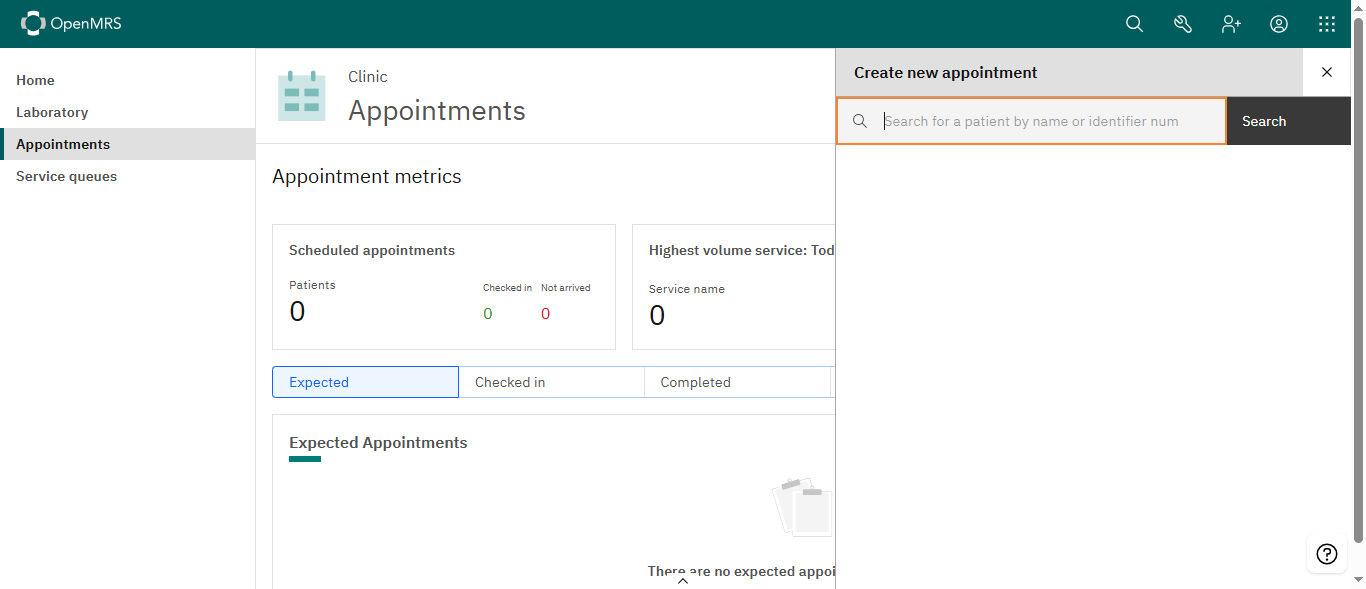 OpenMRS
Home
Laboratory
Appointments
Service queues
Clinic
Appointments
Appointment metrics
Scheduled appointments
Patients
0
Checked in
0
Not arrived
0
Highest volume service: Tod
Service name
0
Expected
Checked in
Completed
Expected Appointments
There are no expected appoi
Create new appointment
Search for a patient by name or identifier num
Search